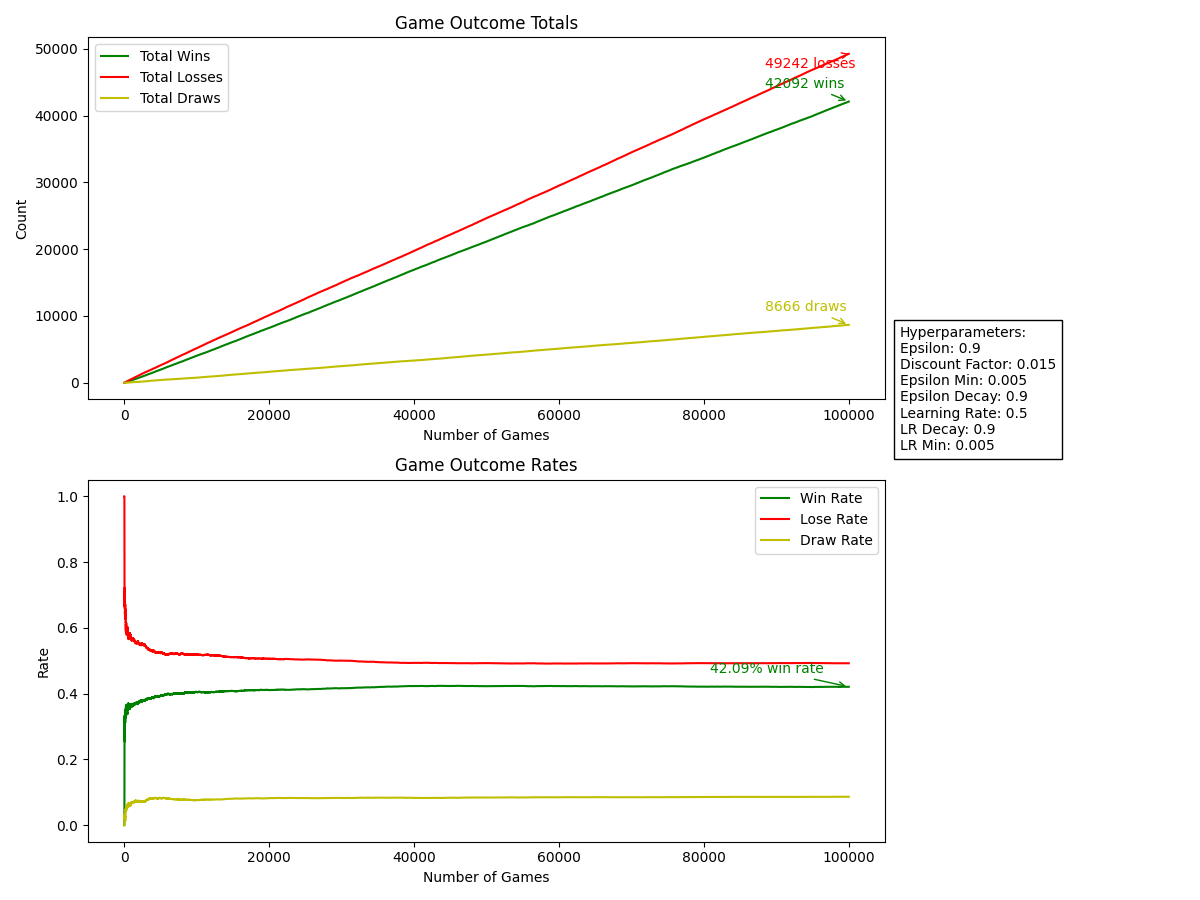 Game Outcome Totals
Total Wins
Total Losses
Total Draws
49242 losses
42092 wins
8666 draws
50000
40000
30000
20000
10000
0
Count
0
20000
40000
60000
80000
100000
Number of Games
Hyperparameters:
Epsilon: 0.9
Discount Factor: 0.015
Epsilon Min: 0.005
Epsilon Decay: 0.9
Learning Rate: 0.5
LR Decay: 0.9
LR Min: 0.005
Game Outcome Rates
Win Rate
Lose Rate
Draw Rate
42.09% win rate
1.0
0.8
0.6
0.4
0.2
0.0
Rate
0
20000
40000
60000
80000
100000
Number of Games